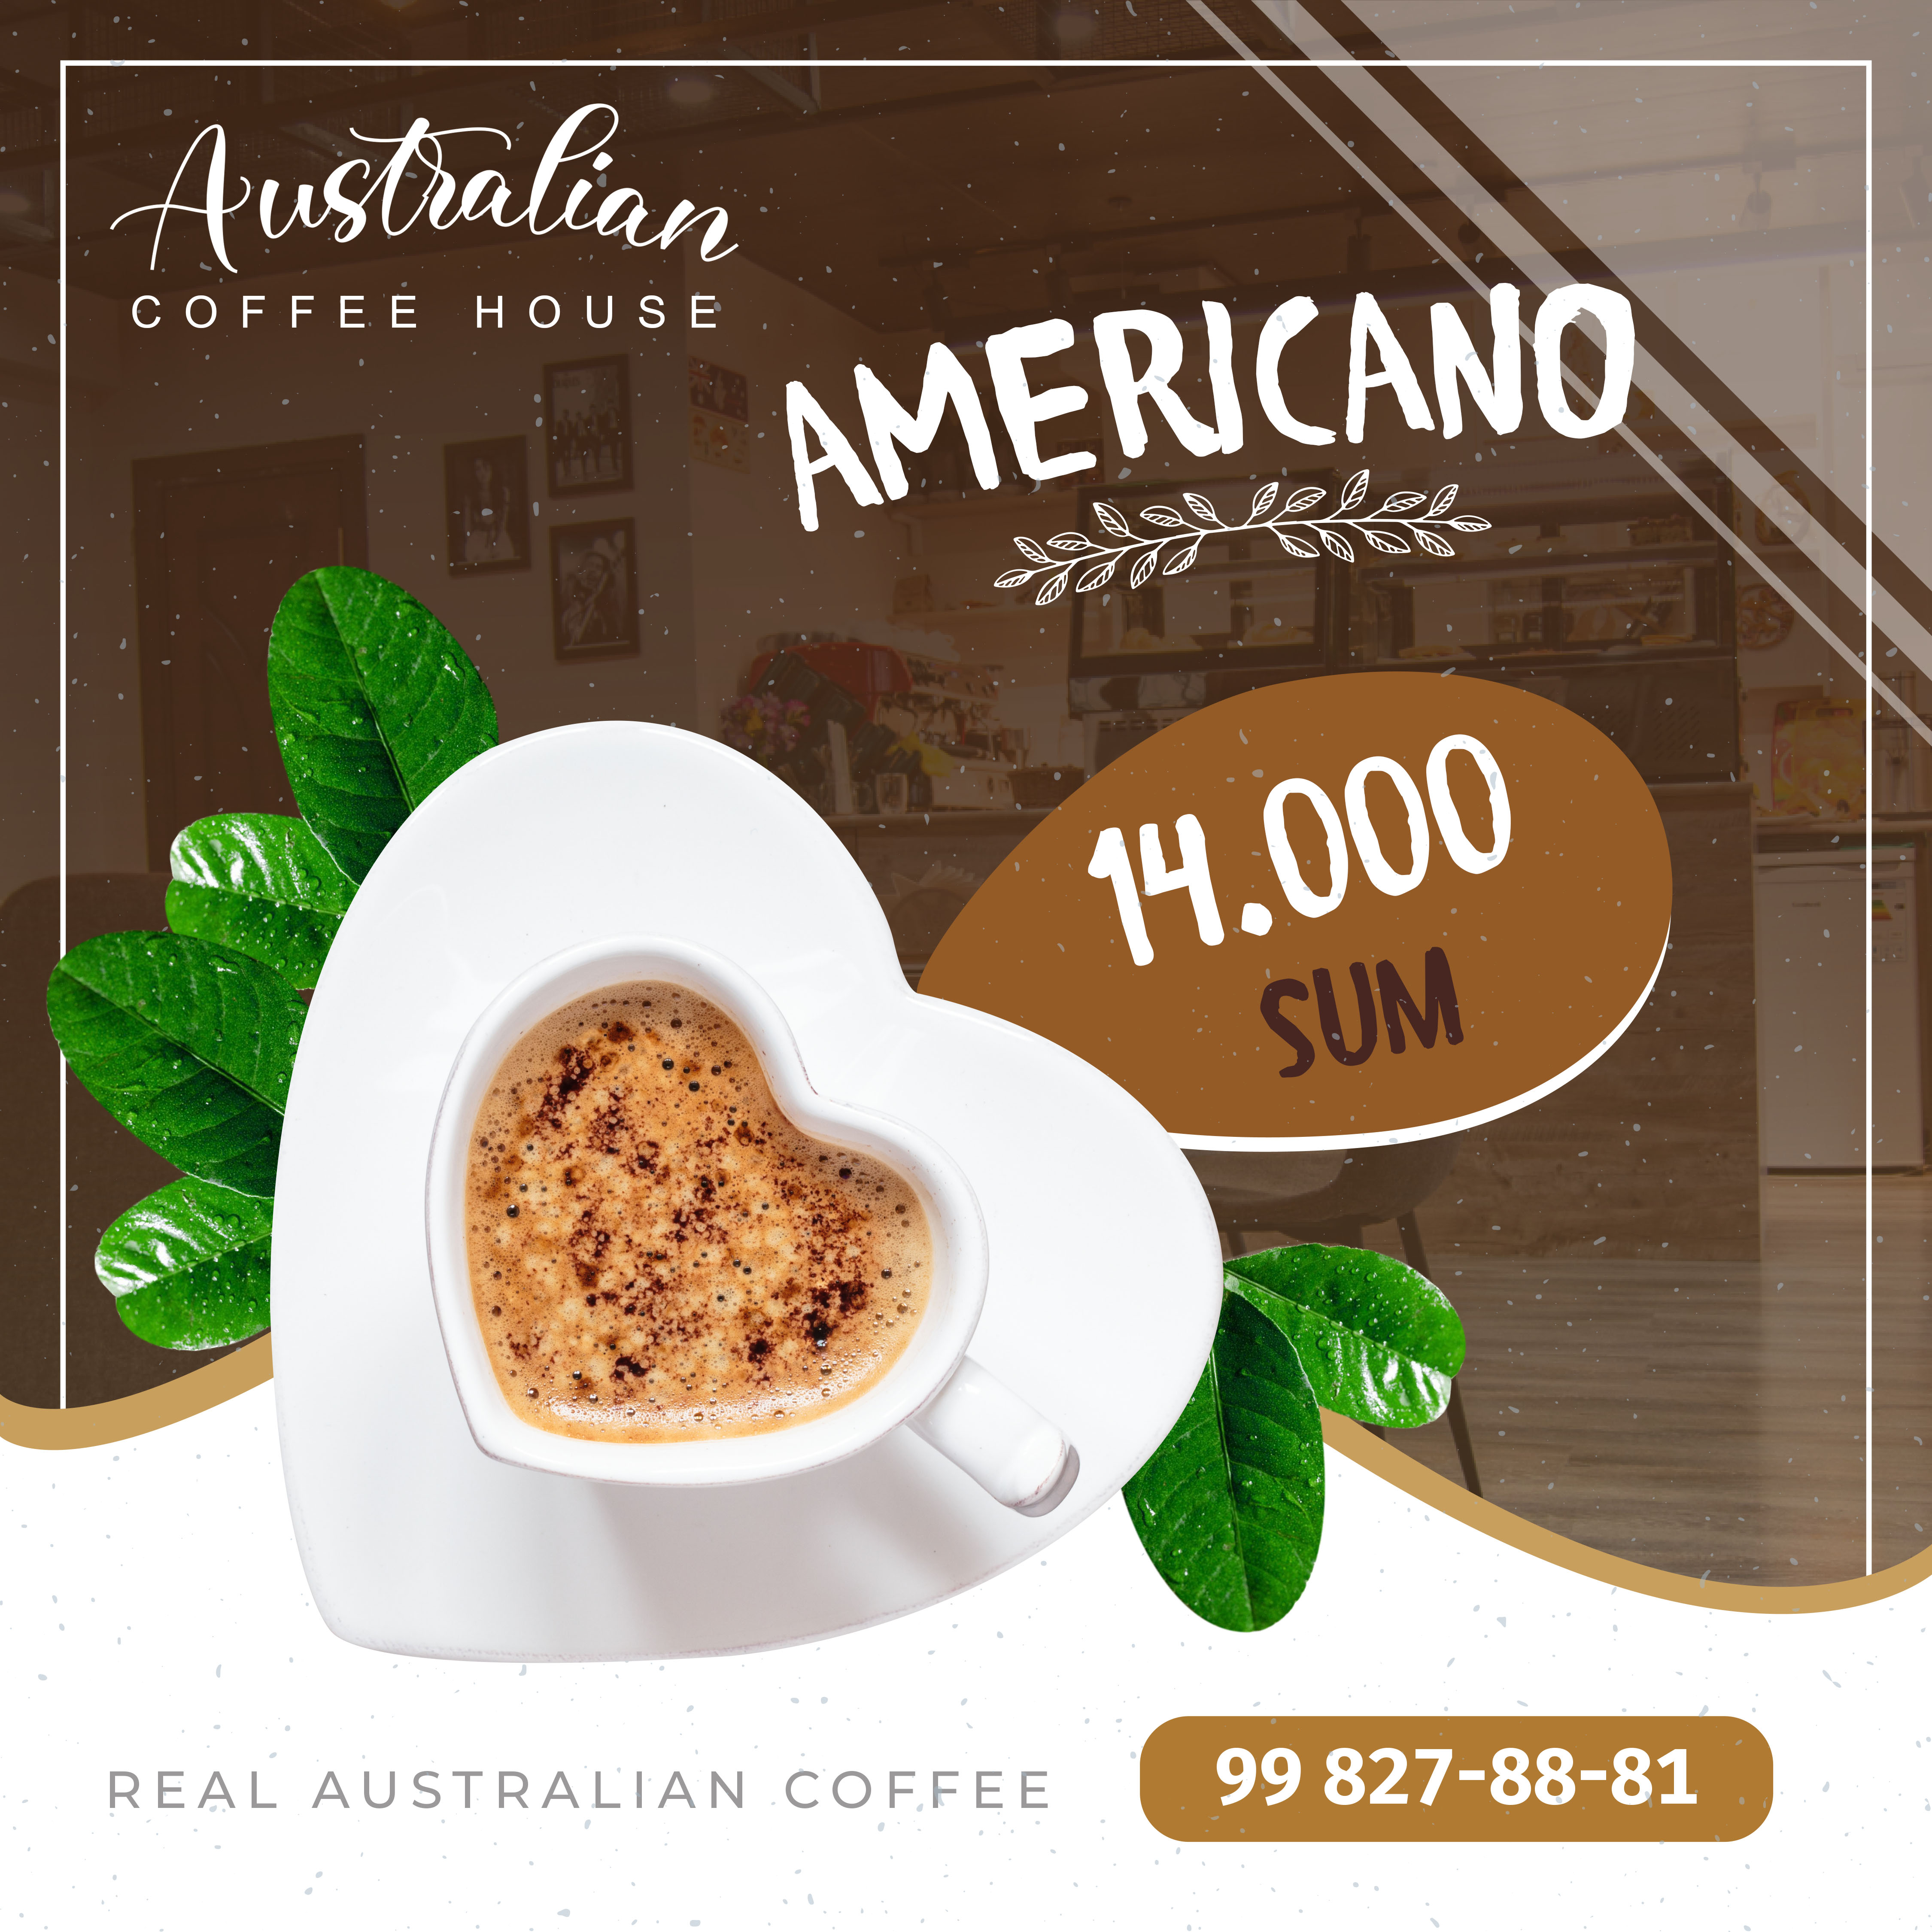 Australian
COFFEE HOUSE
AMERICANO
14.000
SUM
REAL AUSTRALIAN COFFEE
99 827-88-81